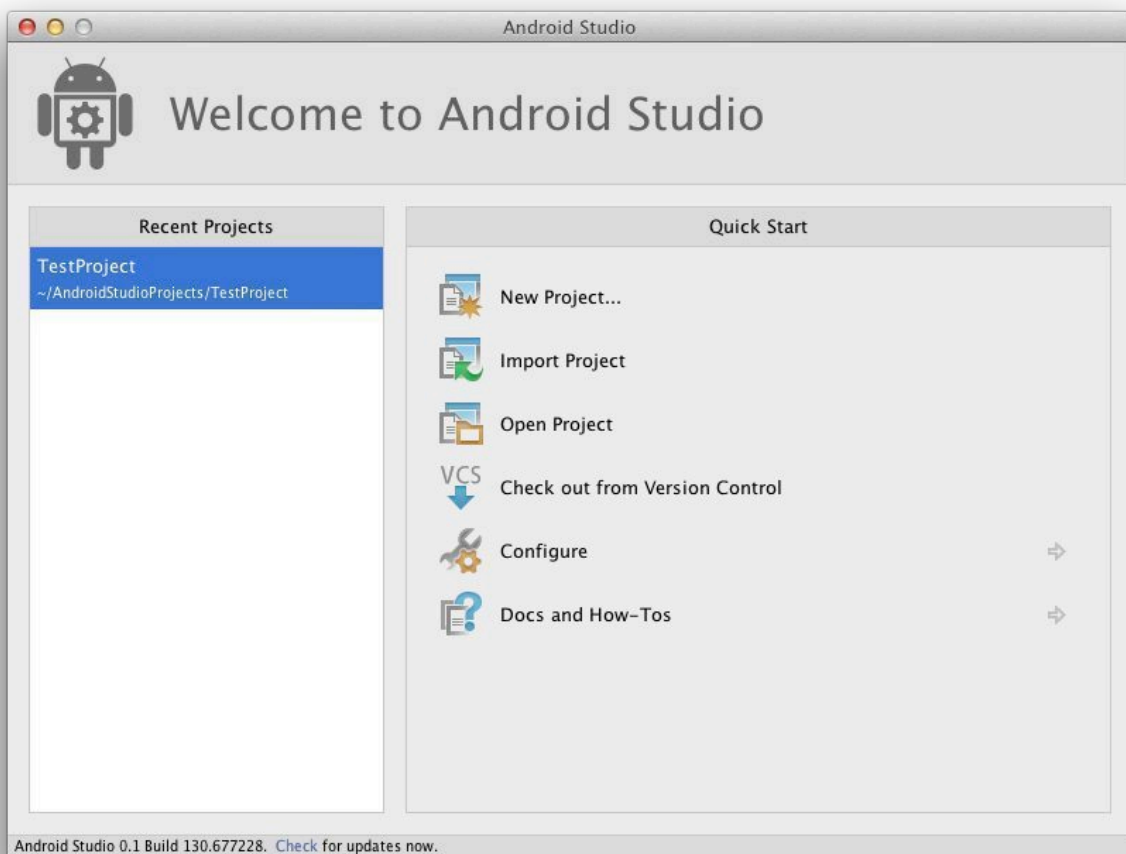 Android Studio
Welcome to Android Studio
Recent Projects
TestProject
~/AndroidStudioProjects/TestProject
Quick Start
New Project...
Import Project
Open Project
VCS
Check out from Version Control
Configure
Docs and How-Tos
Android Studio 0.1 Build 130.677228. Check for updates now.